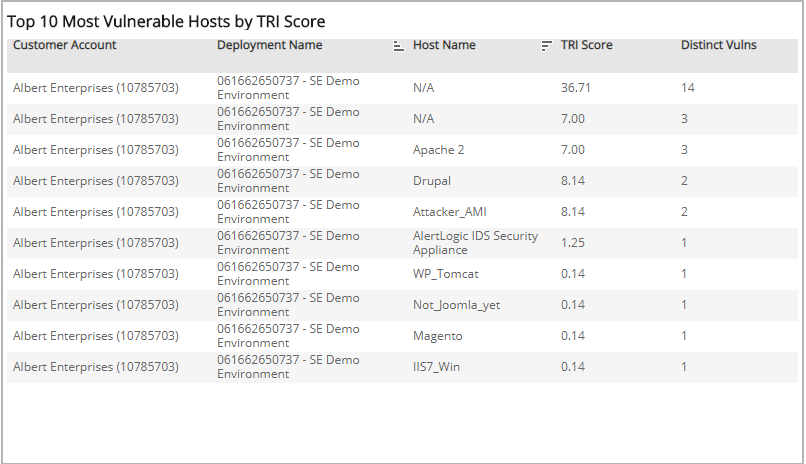 Top 10 Most Vulnerable Hosts by TRI Score
Customer Account Deployment Name Host Name TRI Score Distinct Vulns
Albert Enterprises (10785703) 061662650737 - SE Demo Environment N/A 36.71 14
Albert Enterprises (10785703) 061662650737 - SE Demo Environment N/A 7.00 3
Albert Enterprises (10785703) 061662650737 - SE Demo Environment Apache 2 7.00 3
Albert Enterprises (10785703) 061662650737 - SE Demo Environment Drupal 8.14 2
Albert Enterprises (10785703) 061662650737 - SE Demo Environment Attacker_AMI 8.14 2
Albert Enterprises (10785703) 061662650737 - SE Demo Environment AlertLogic IDS Security Appliance 1.25 1
Albert Enterprises (10785703) 061662650737 - SE Demo Environment WP_Tomcat 0.14 1
Albert Enterprises (10785703) 061662650737 - SE Demo Environment Not_Joomla_yet 0.14 1
Albert Enterprises (10785703) 061662650737 - SE Demo Environment Magento 0.14 1
Albert Enterprises (10785703) 061662650737 - SE Demo Environment IIS7_Win 0.14 1